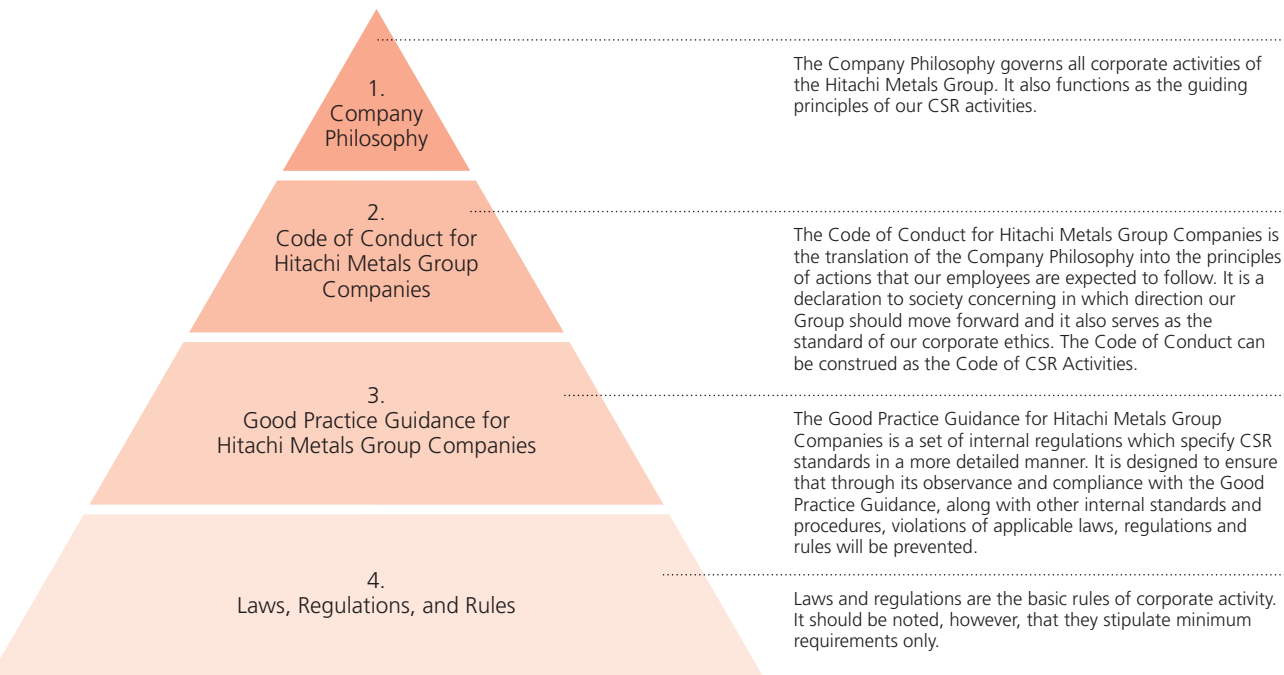 1.
Company
Philosophy
The Company Philosophy governs all corporate activities of
the Hitachi Metals Group. It also functions as the guiding
principles of our CSR activities.
2.
Code of Conduct for
Hitachi Metals Group
Companies
The Code of Conduct for Hitachi Metals Group Companies is
the translation of the Company Philosophy into the principles
of actions that our employees are expected to follow. It is a
declaration to society concerning in which direction our
Group should move forward and it also serves as the
standard of our corporate ethics. The Code of Conduct can
be construed as the Code of CSR Activities.
3.
Good Practice Guidance for
Hitachi Metals Group Companies
The Good Practice Guidance for Hitachi Metals Group
Companies is a set of internal regulations which specify CSR
standards in a more detailed manner. It is designed to ensure
that through its observance and compliance with the Good
Practice Guidance, along with other internal standards and
procedures, violations of applicable laws, regulations and
rules will be prevented.
4.
Laws, Regulations, and Rules
Laws and regulations are the basic rules of corporate activity.
It should be noted, however, that they stipulate minimum
requirements only.